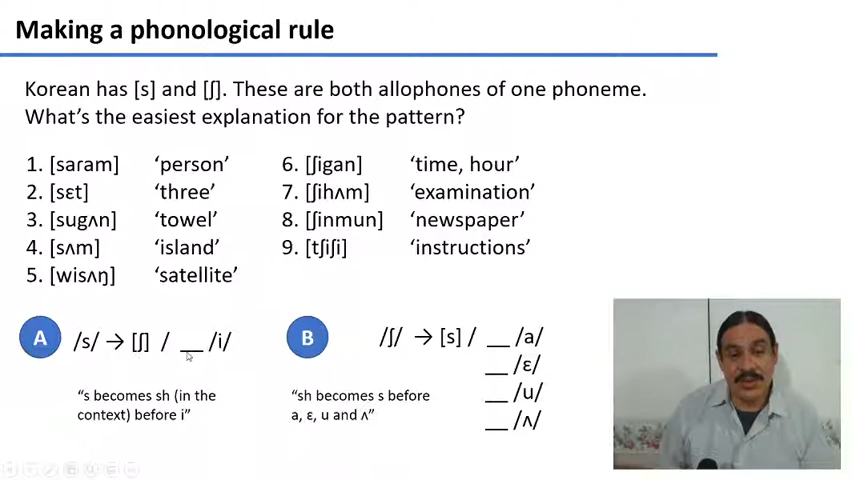 Making a phonological rule
Korean has [s] and [ʃ]. These are both allophones of one phoneme.
What's the easiest explanation for the pattern?
1. [saɾam] 'person'
2. [sɛt] 'three'
3. [sugʌn] 'towel'
4. [sʌm] 'island'
5. [wisʌŋ] 'satellite'
6. [ʃigan] 'time, hour'
7. [ʃihʌm] 'examination'
8. [ʃinmun] 'newspaper'
9. [tʃiʃi] 'instructions'
A /s/ → [ʃ] / __ /i/
"s becomes sh (in the
context) before i"
B /ʃ/ → [s] / __ /a/
__ /ɛ/
__ /u/
__ /ʌ/
"sh becomes s before
a, ɛ, u and ʌ"